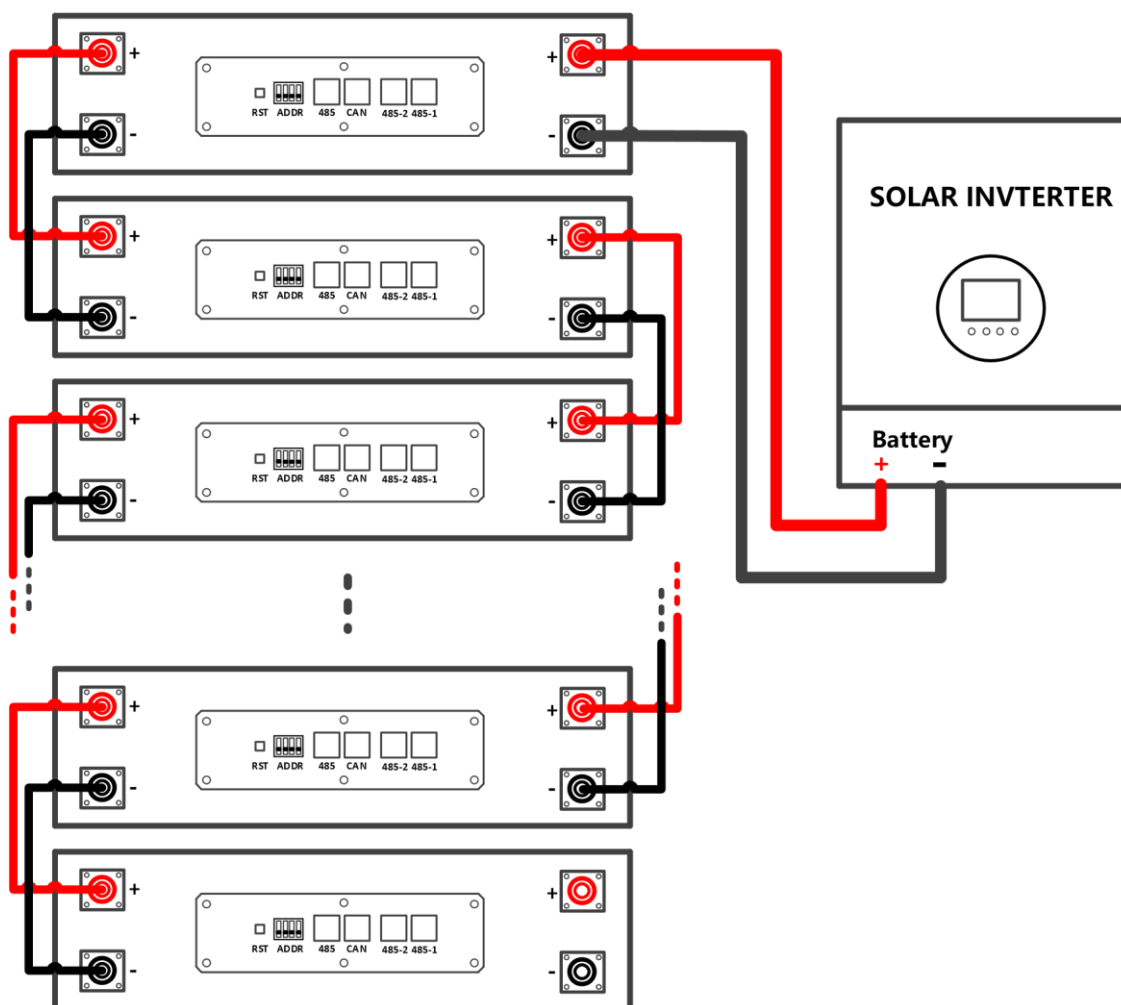 + +
RST ADDR 485 CAN 485-2 485-1
- -
SOLAR INVTERTER
+ +
RST ADDR 485 CAN 485-2 485-1
- -
+ +
Battery
+ -
RST ADDR 485 CAN 485-2 485-1
- -
+ +
RST ADDR 485 CAN 485-2 485-1
- -
+ +
RST ADDR 485 CAN 485-2 485-1
- -